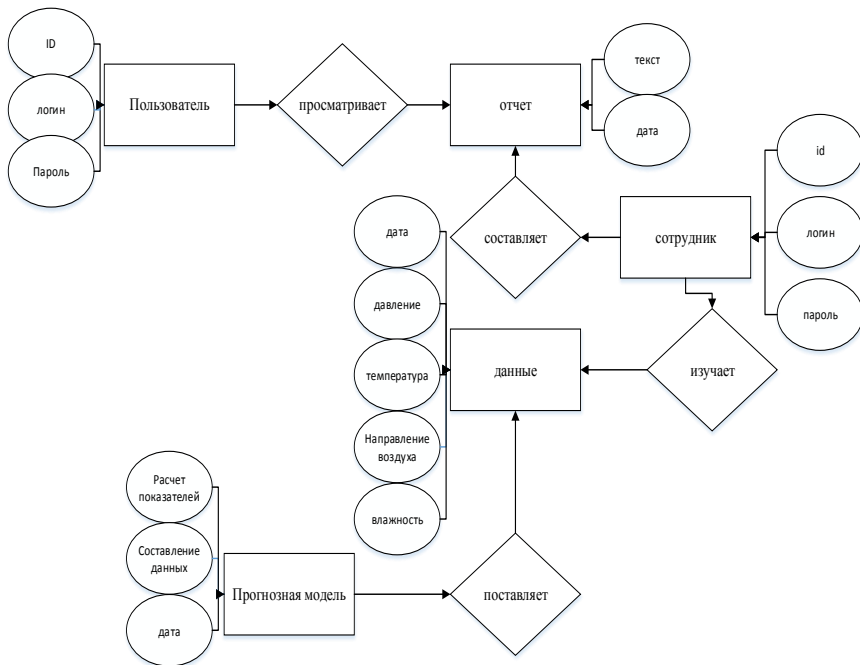 ID
логин
Пароль
Пользователь
просматривает
отчет
текст
дата
id
логин
пароль
сотрудник
составляет
изучает
дата
давление
температура
Направление
воздуха
влажность
данные
Расчет
показателей
Составление
данных
дата
Прогнозная модель
поставляет